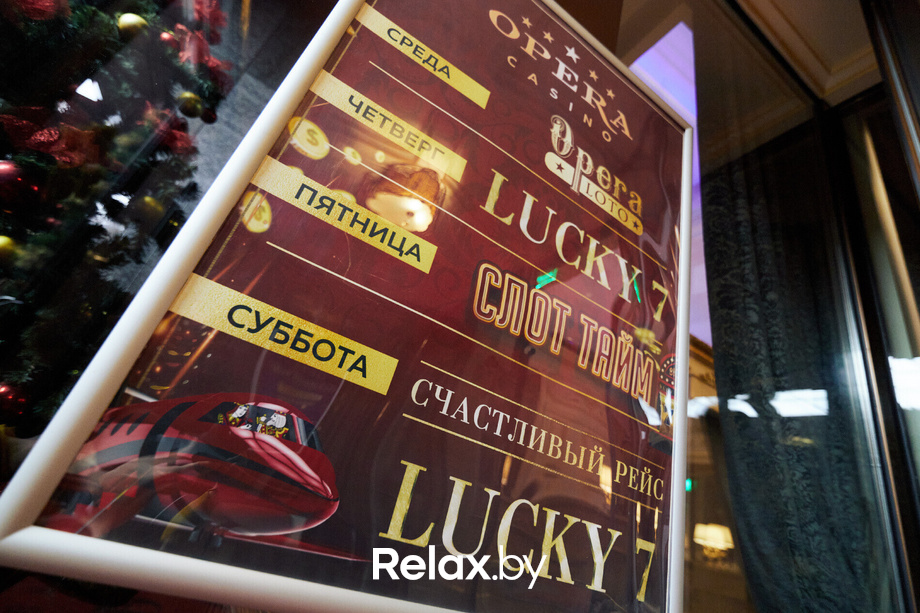 OPERA
CASINO
СРЕДА
Opera
LOTO
ЧЕТВЕРГ
LUCKY 7
ПЯТНИЦА
СЛОТ ТАЙМ
СУББОТА
СЧАСТЛИВЫЙ РЕЙС
LUCKY 7
Relax.by